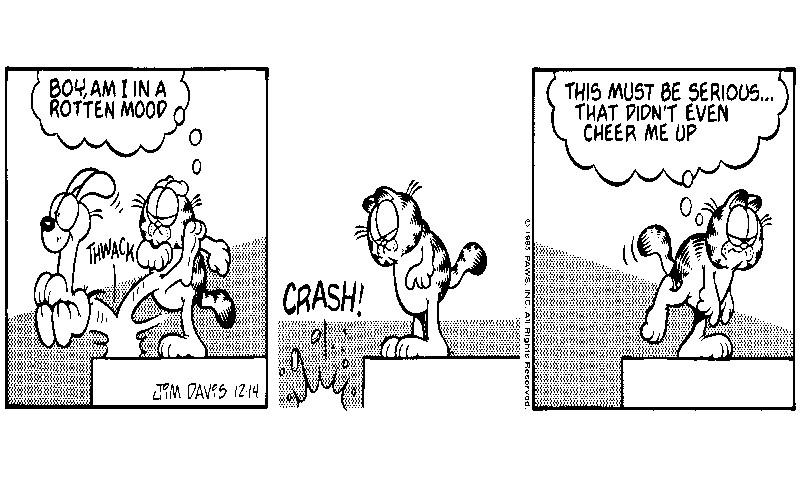 BOY, AM I IN A
ROTTEN MOOD
THWACK
JIM DAVIS 12-14
CRASH!
© 1985 PAWS, INC. All Rights Reserved.
THIS MUST BE SERIOUS...
THAT DIDN'T EVEN
CHEER ME UP